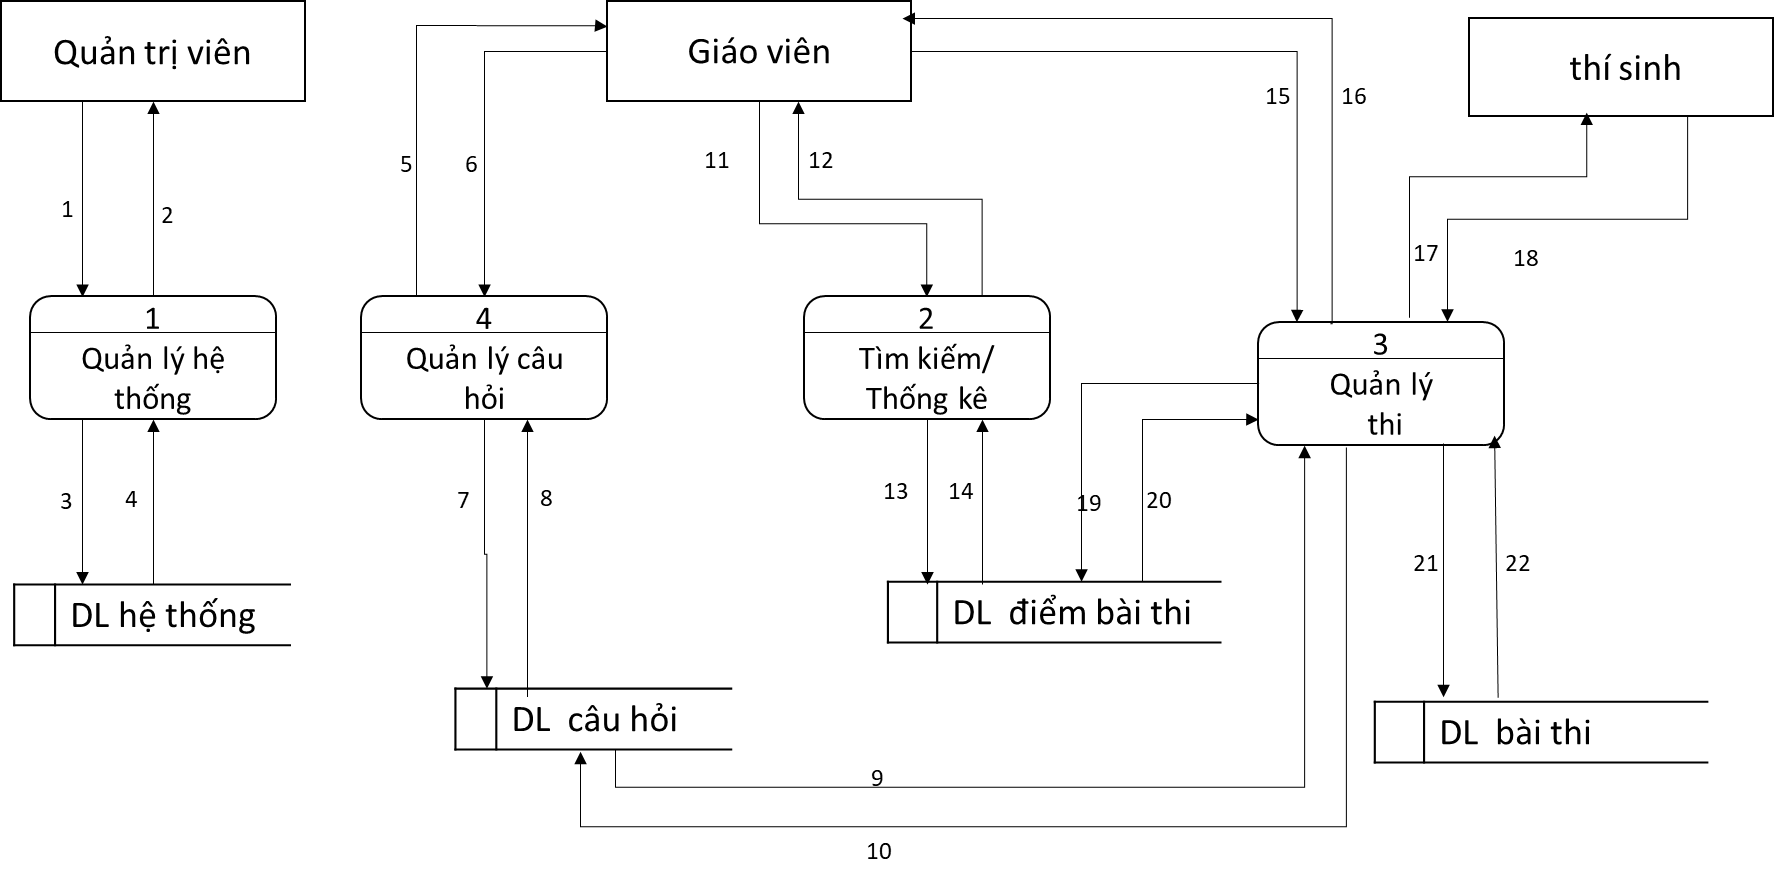 Quản trị viên
Giáo viên
thí sinh
15
16
5
6
11
12
1
2
17
18
1
Quản lý hệ
thống
4
Quản lý câu
hỏi
2
Tìm kiếm/
Thống kê
3
Quản lý
thi
3
4
7
8
13
14
19
20
21
22
DL hệ thống
DL điểm bài thi
DL câu hỏi
DL bài thi
9
10